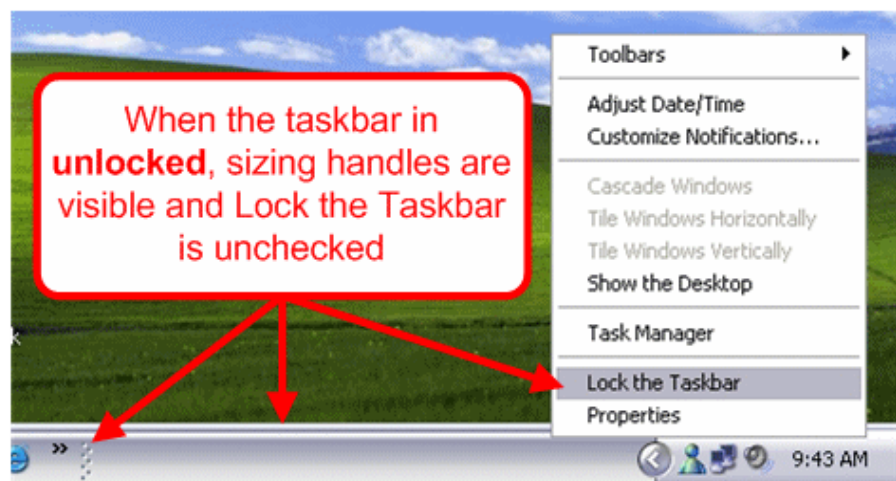 When the taskbar in
unlocked, sizing handles are
visible and Lock the Taskbar
is unchecked
Toolbars
Adjust Date/Time
Customize Notifications...
Cascade Windows
Tile Windows Horizontally
Tile Windows Vertically
Show the Desktop
Task Manager
Lock the Taskbar
Properties
9:43 AM